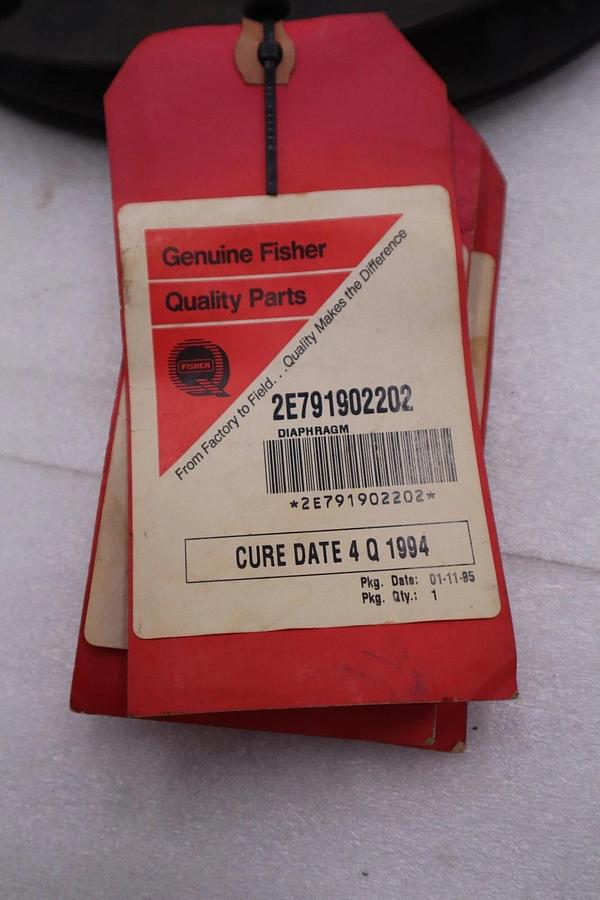 Genuine Fisher
Quality Parts
FISHER
From Factory to Field. . .Quality Makes the Difference
2E791902202
DIAPHRAGM
*2E791902202*
CURE DATE 4 Q 1994
Pkg. Date: 01-11-95
Pkg. Qty.: 1